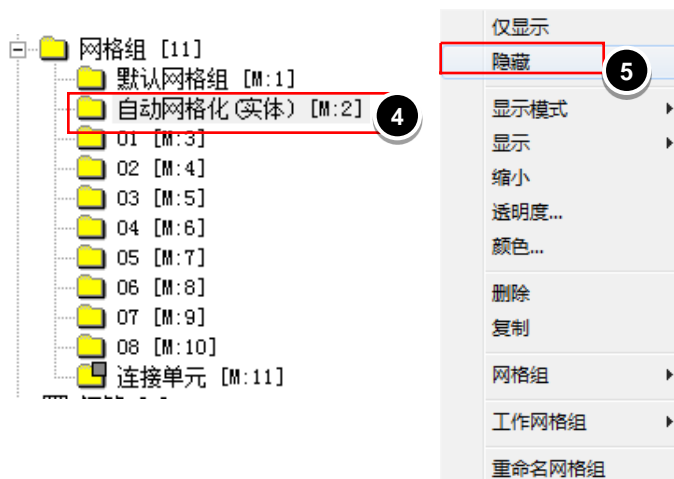 网格组 [11]
默认网格组 [M:1]
自动网格化(实体) [M:2]
4
01 [M:3]
02 [M:4]
03 [M:5]
04 [M:6]
05 [M:7]
06 [M:8]
07 [M:9]
08 [M:10]
连接单元 [M:11]
仅显示
隐藏
5
显示模式
显示
缩小
透明度...
颜色...
删除
复制
网格组
工作网格组
重命名网格组